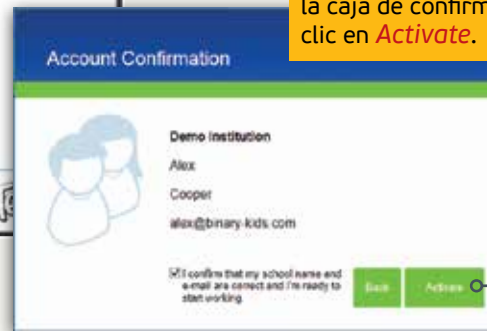 la caja de confirm
clic en Activate.
Account Confirmation
Demo Institution
Alex
Cooper
alex@binary-kids.com
I confirm that my school name and
e-mail are correct and I'm ready to
start working
Back
Activate